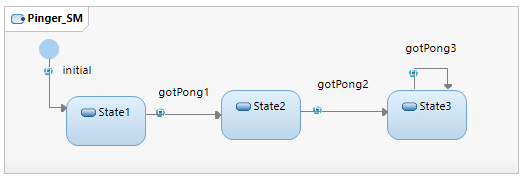 Pinger_SM
initial
State1
gotPong1
State2
gotPong2
State3
gotPong3